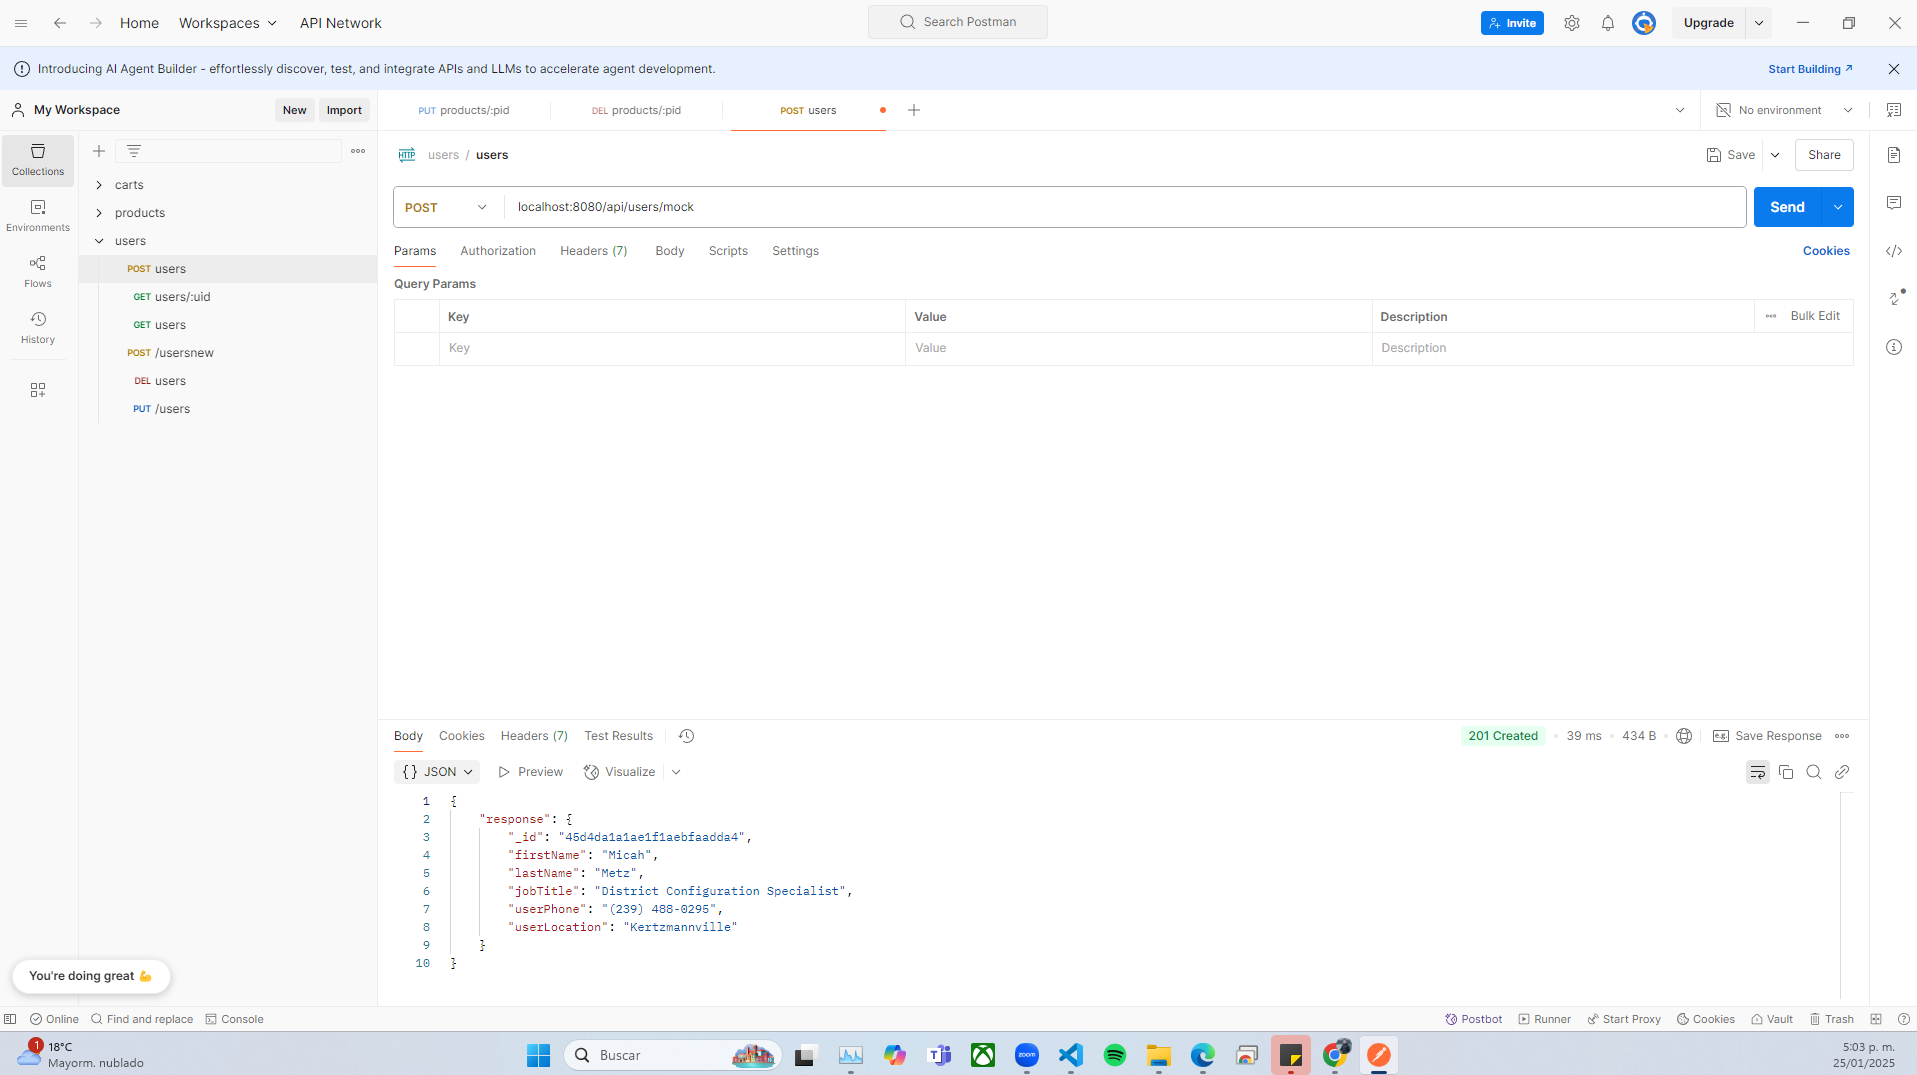 Home Workspaces API Network Search Postman Invite Upgrade
Introducing AI Agent Builder - effortlessly discover, test, and integrate APIs and LLMs to accelerate agent development. Start Building ↗
My Workspace New Import PUT products/:pid DEL products/:pid POST users No environment
Collections
Environments
Flows
History
carts
products
users
POST users
GET users/:uid
GET users
POST /usersnew
DEL users
PUT /users
HTTP users / users Save Share
POST localhost:8080/api/users/mock Send
Params Authorization Headers (7) Body Scripts Settings Cookies
Query Params
Key Value Description Bulk Edit
Key Value Description
Body Cookies Headers (7) Test Results 201 Created 39 ms 434 B e.g. Save Response
{} JSON Preview Visualize
1 {
2 "response": {
3 "_id": "45d4da1a1ae1f1aebfaadda4",
4 "firstName": "Micah",
5 "lastName": "Metz",
6 "jobTitle": "District Configuration Specialist",
7 "userPhone": "(239) 488-0295",
8 "userLocation": "Kertzmannville"
9 }
10 }
You're doing great 💪
Online Find and replace Console Postbot Runner Start Proxy Cookies Vault Trash
1 18°C
Mayorm. nublado
Buscar
zoom
5:03 p. m.
25/01/2025